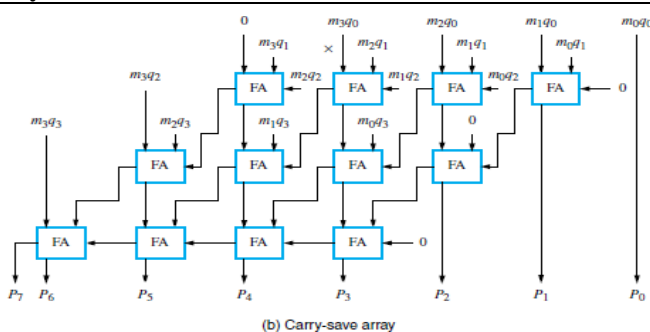 0 m3q0 m2q0 m1q0 m0q0
m3q1 × m2q1 m1q1 m0q1
m3q2 FA m2q2 FA m1q2 FA m0q2 FA 0
m3q3 m2q3 m1q3 m0q3 0
FA FA FA FA
FA FA FA FA 0
P7 P6 P5 P4 P3 P2 P1 P0
(b) Carry-save array